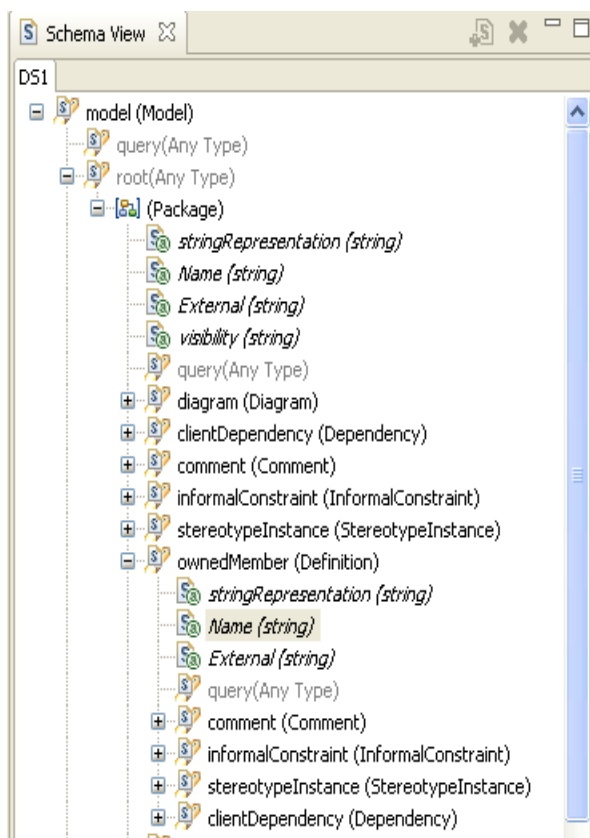 Schema View
DS1
model (Model)
query(Any Type)
root(Any Type)
(Package)
stringRepresentation (string)
Name (string)
External (string)
visibility (string)
query(Any Type)
diagram (Diagram)
clientDependency (Dependency)
comment (Comment)
informalConstraint (InformalConstraint)
stereotypeInstance (StereotypeInstance)
ownedMember (Definition)
stringRepresentation (string)
Name (string)
External (string)
query(Any Type)
comment (Comment)
informalConstraint (InformalConstraint)
stereotypeInstance (StereotypeInstance)
clientDependency (Dependency)